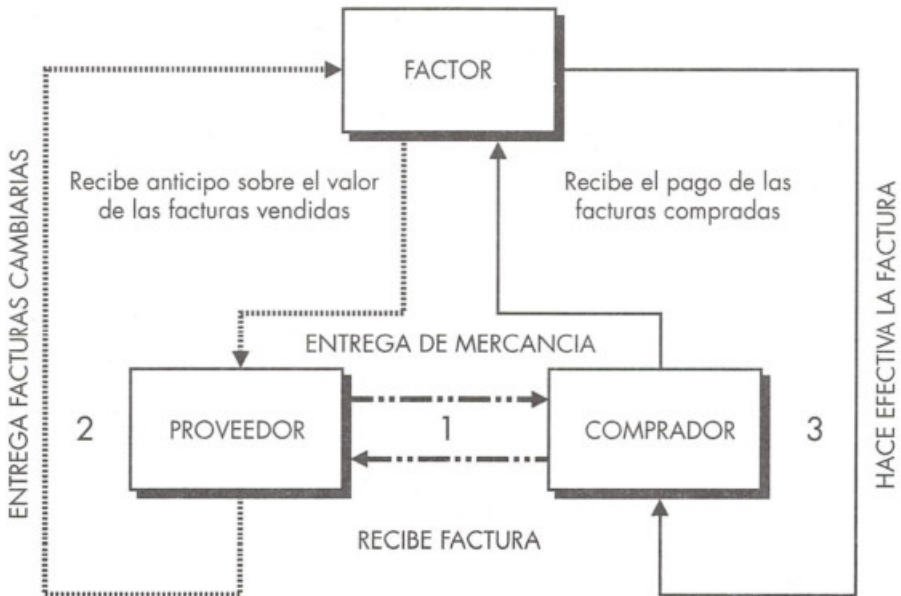 FACTOR
Recibe anticipo sobre el valor
de las facturas vendidas
Recibe el pago de las
facturas compradas
ENTREGA FACTURAS CAMBIARIAS
HACE EFECTIVA LA FACTURA
ENTREGA DE MERCANCIA
2
PROVEEDOR
1
COMPRADOR
3
RECIBE FACTURA